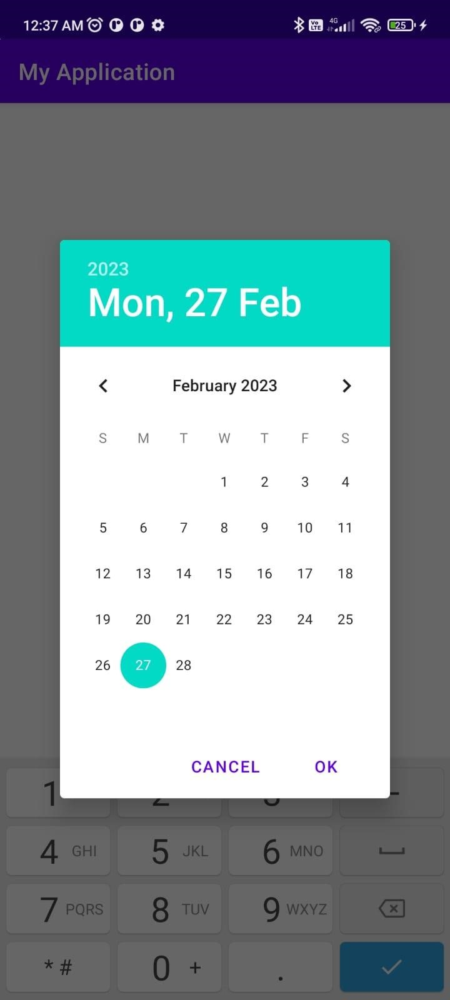 12:37 AM Vo LTE 4G 25
My Application
2023
Mon, 27 Feb
February 2023
S M T W T F S
1 2 3 4
5 6 7 8 9 10 11
12 13 14 15 16 17 18
19 20 21 22 23 24 25
26 27 28
CANCEL OK
1
4 GHI 5 JKL 6 MNO
7 PQRS 8 TUV 9 WXYZ
* # 0 + .